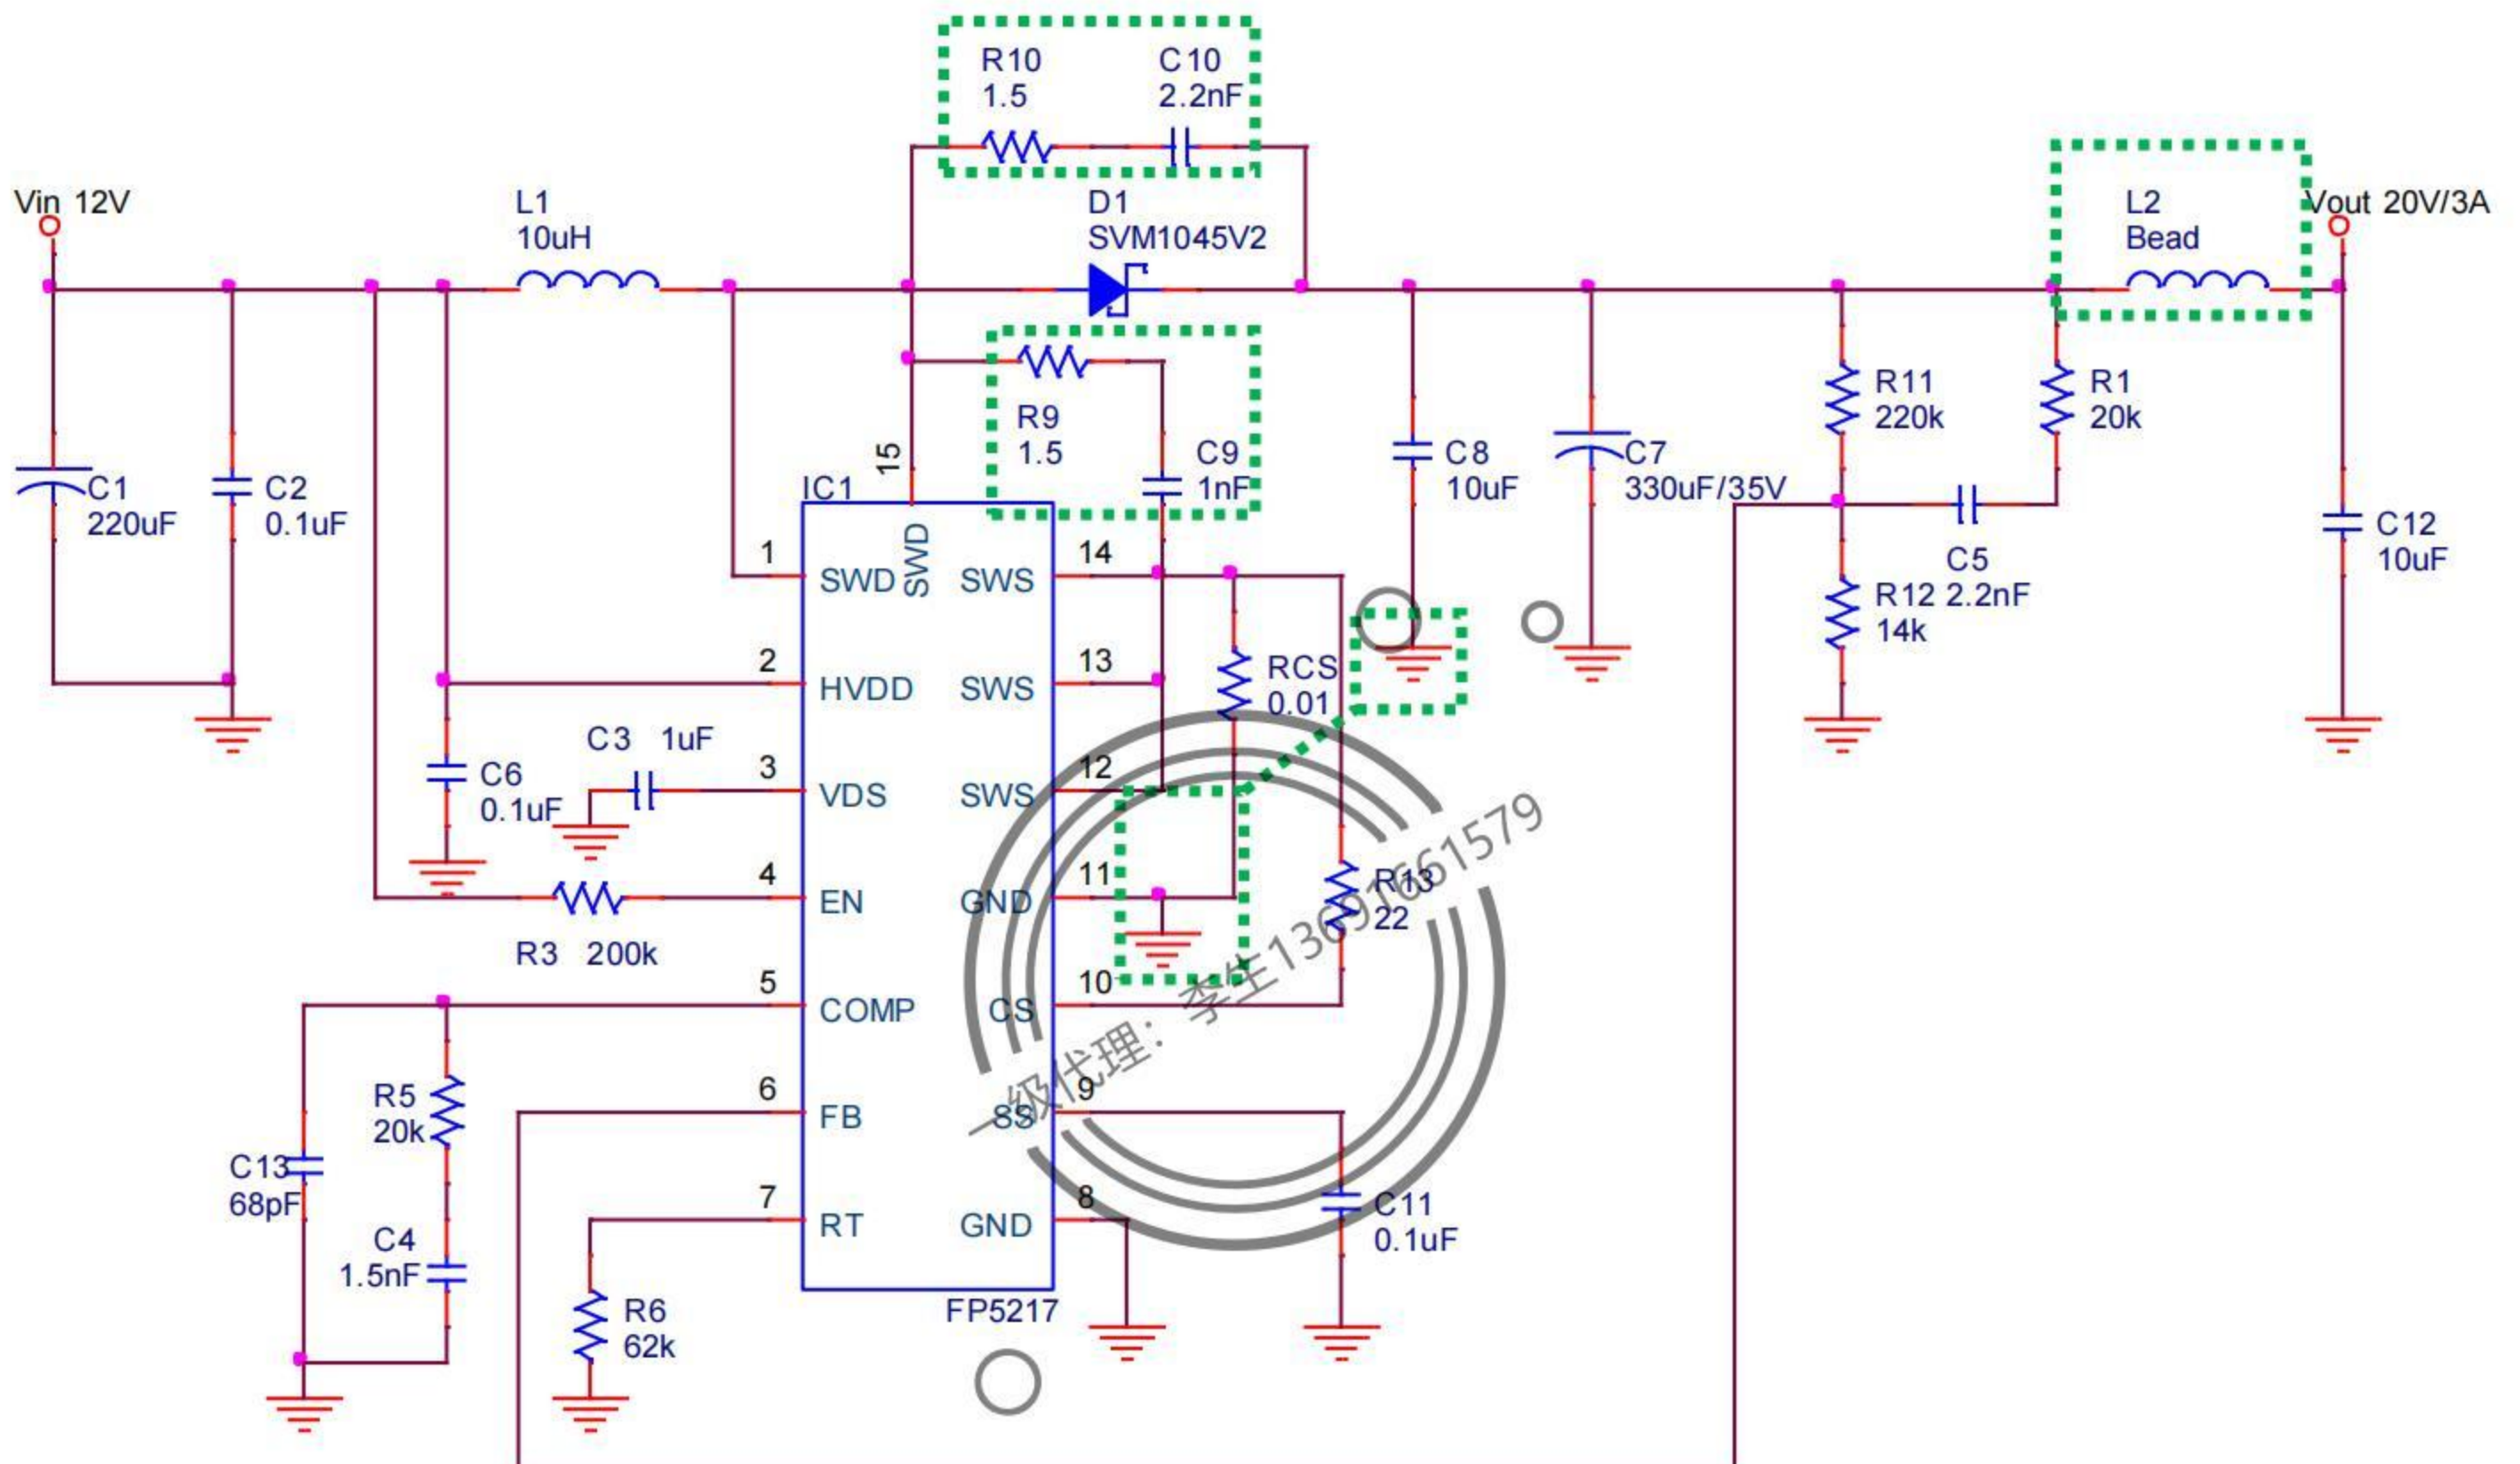 R10
1.5
C10
2.2nF
Vin 12V
L1
10uH
D1
SVM1045V2
L2
Bead
Vout 20V/3A
R9
1.5
C9
1nF
C1
220uF
C2
0.1uF
C8
10uF
C7
330uF/35V
R11
220k
R1
20k
C5
2.2nF
R12
14k
C12
10uF
IC1
15
SWD
1
SWD
2
HVDD
3
VDS
4
EN
5
COMP
6
FB
7
RT
14
SWS
13
SWS
12
SWS
11
GND
10
CS
9
SS
8
GND
FP5217
RCS
0.01
C3 1uF
C6
0.1uF
R3 200k
R13
22
R5
20k
C13
68pF
C4
1.5nF
R6
62k
C11
0.1uF
一级代理：李生13691661579